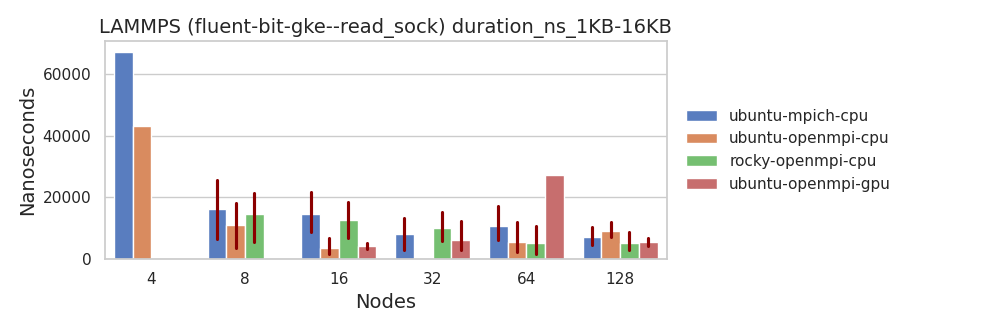 LAMMPS (fluent-bit-gke--read_sock) duration_ns_1KB-16KB
Nanoseconds
60000
40000
20000
0
4 8 16 32 64 128
Nodes
ubuntu-mpich-cpu
ubuntu-openmpi-cpu
rocky-openmpi-cpu
ubuntu-openmpi-gpu